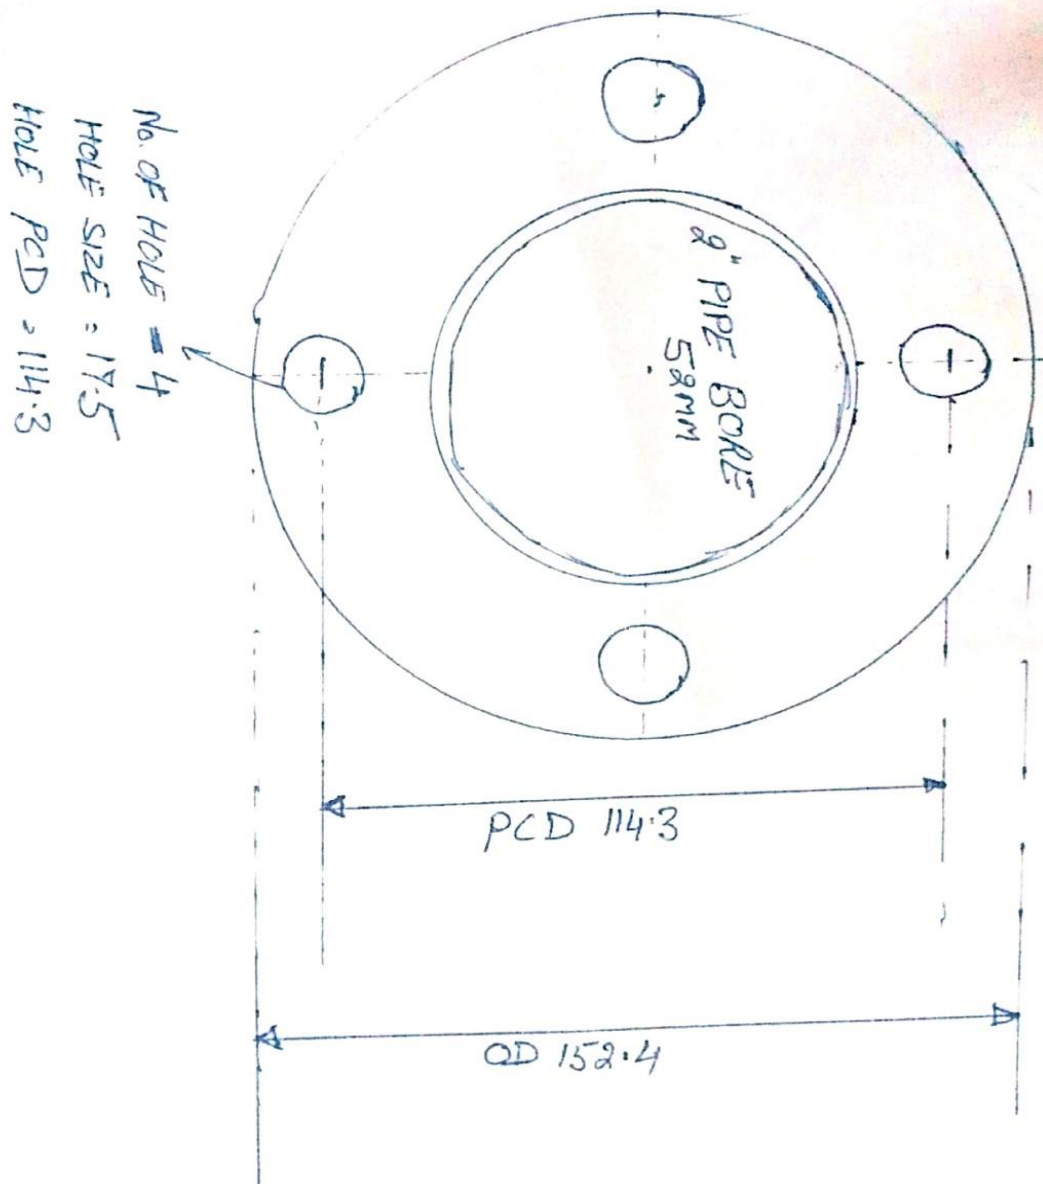 No. OF HOLE = 4
HOLE SIZE : 17.5
HOLE PCD = 114.3
2" PIPE BORE
52MM
PCD 114.3
OD 152.4